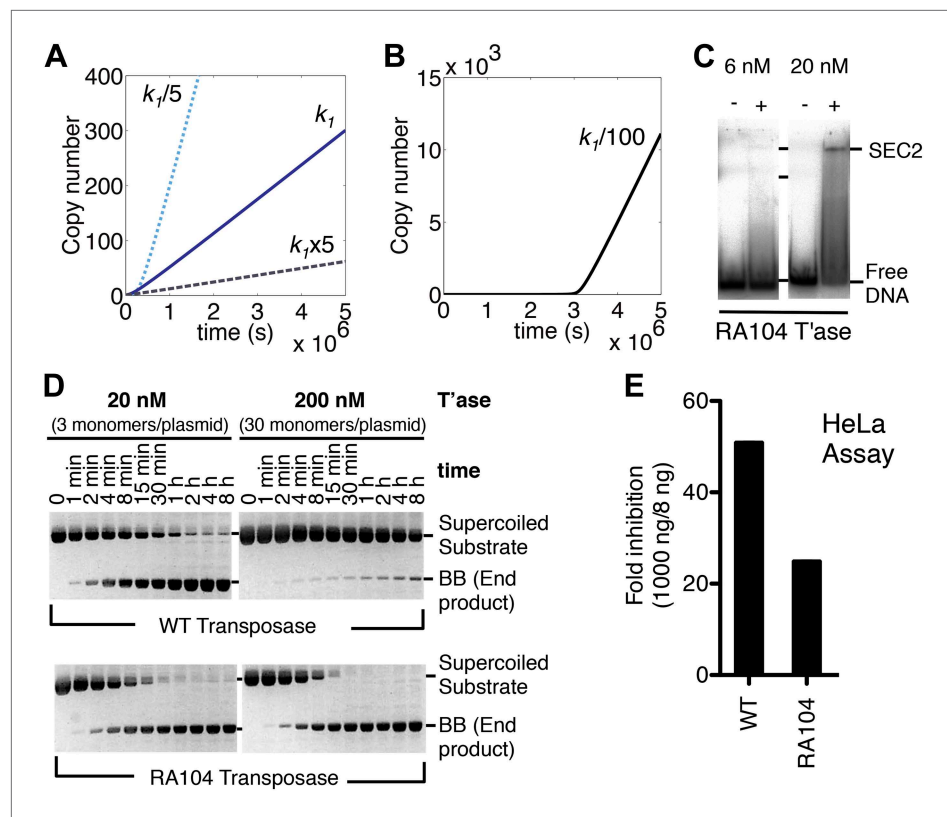 A
400
300
200
100
0
Copy number
k1/5
k1
k1x5
0 1 2 3 4 5
time (s)
x 10^6
B
15 x 10^3
10
5
0
Copy number
k1/100
0 1 2 3 4 5
time (s)
x 10^6
C
6 nM 20 nM
- + - +
SEC2
Free
DNA
RA104 T'ase
D
20 nM 200 nM T'ase
(3 monomers/plasmid) (30 monomers/plasmid)
time
0 1 min 2 min 4 min 8 min 15 min 30 min 1 h 2 h 4 h 8 h
0 1 min 2 min 4 min 8 min 15 min 30 min 1 h 2 h 4 h 8 h
Supercoiled
Substrate
BB (End
product)
WT Transposase
Supercoiled
Substrate
BB (End
product)
RA104 Transposase
E
HeLa
Assay
60
40
20
0
Fold inhibition
(1000 ng/8 ng)
WT
RA104